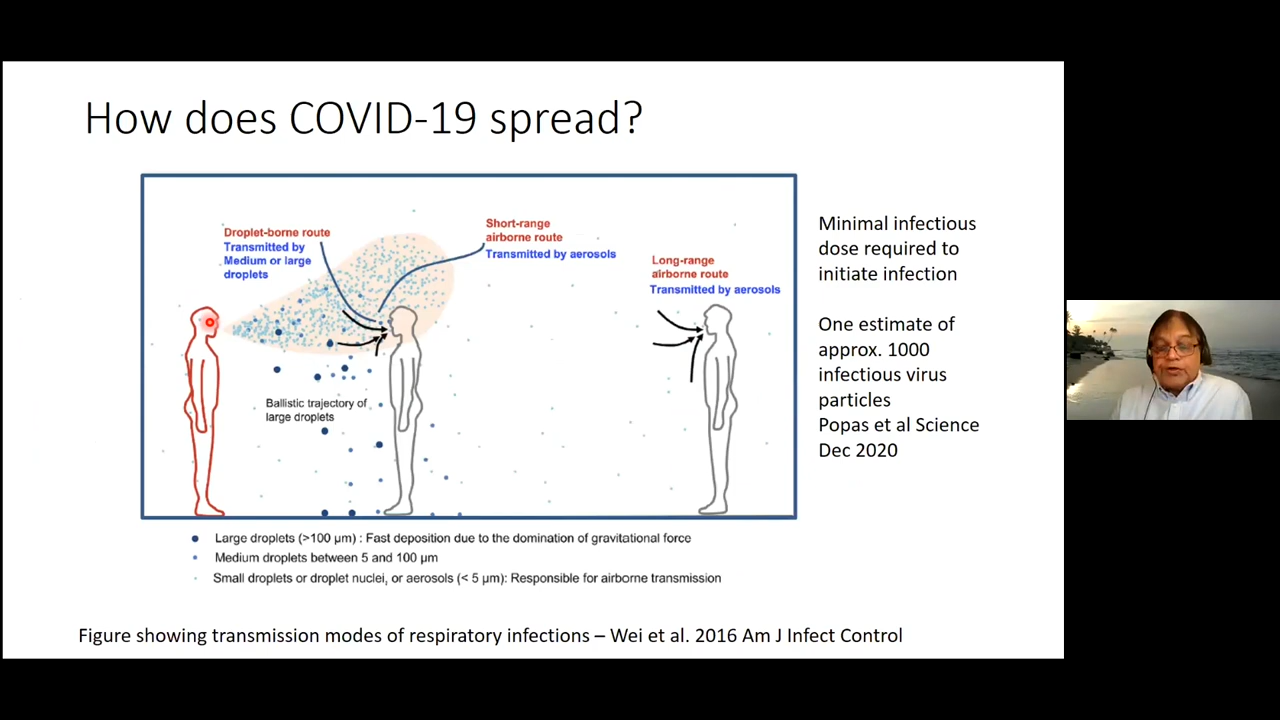 How does COVID-19 spread?
Droplet-borne route
Transmitted by
Medium or large
droplets
Short-range
airborne route
Transmitted by aerosols
Long-range
airborne route
Transmitted by aerosols
Ballistic trajectory of
large droplets
Minimal infectious
dose required to
initiate infection
One estimate of
approx. 1000
infectious virus
particles
Popas et al Science
Dec 2020
Large droplets (>100 µm) : Fast deposition due to the domination of gravitational force
Medium droplets between 5 and 100 µm
Small droplets or droplet nuclei, or aerosols (< 5 µm): Responsible for airborne transmission
Figure showing transmission modes of respiratory infections – Wei et al. 2016 Am J Infect Control